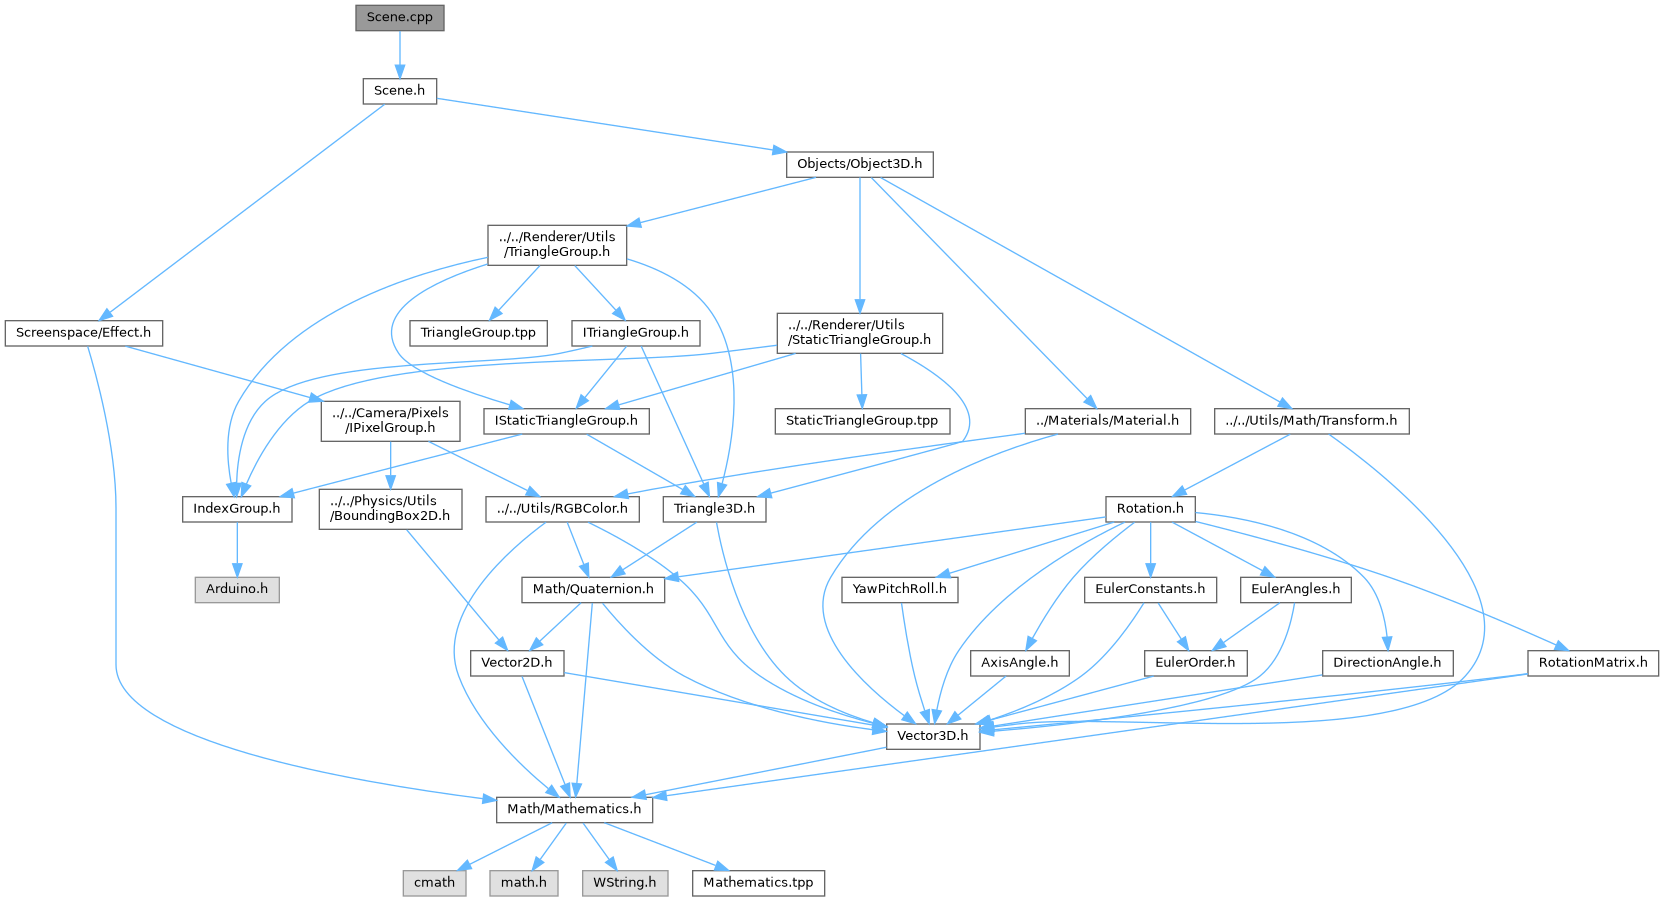 Scene.cpp
Scene.h
Objects/Object3D.h
../../Renderer/Utils
/TriangleGroup.h
Screenspace/Effect.h
TriangleGroup.tpp
ITriangleGroup.h
../../Renderer/Utils
/StaticTriangleGroup.h
../../Camera/Pixels
/IPixelGroup.h
IStaticTriangleGroup.h
StaticTriangleGroup.tpp
../Materials/Material.h
../../Utils/Math/Transform.h
IndexGroup.h
../../Physics/Utils
/BoundingBox2D.h
../../Utils/RGBColor.h
Triangle3D.h
Rotation.h
Arduino.h
Math/Quaternion.h
YawPitchRoll.h
EulerConstants.h
EulerAngles.h
Vector2D.h
AxisAngle.h
EulerOrder.h
DirectionAngle.h
RotationMatrix.h
Vector3D.h
Math/Mathematics.h
cmath
math.h
WString.h
Mathematics.tpp